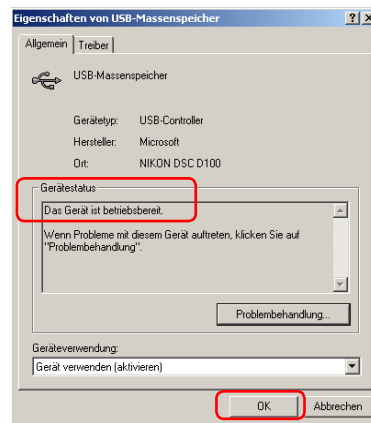 Eigenschaften von USB-Massenspeicher
Allgemein Treiber
USB-Massenspeicher
Gerätetyp: USB-Controller
Hersteller: Microsoft
Ort: NIKON DSC D100
Gerätestatus
Das Gerät ist betriebsbereit.
Wenn Probleme mit diesem Gerät auftreten, klicken Sie auf
"Problembehandlung".
Problembehandlung...
Geräteverwendung:
Gerät verwenden (aktivieren)
OK Abbrechen